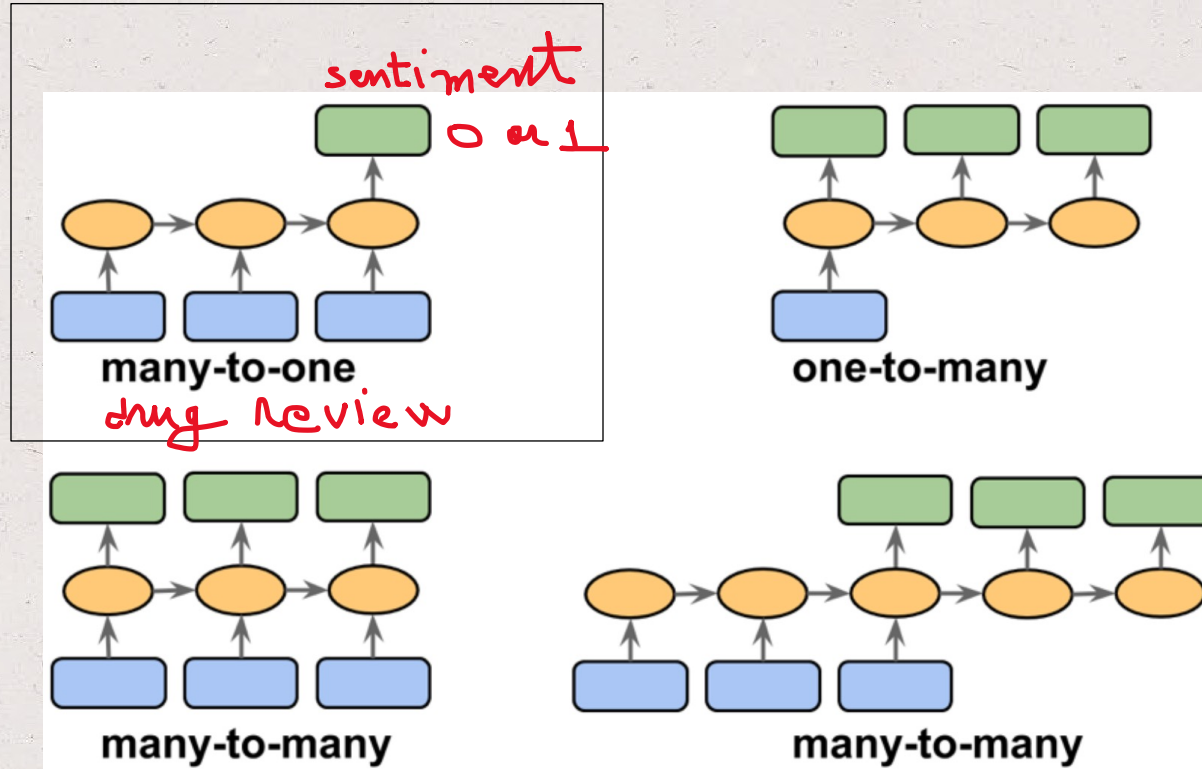 sentiment
0 or 1
many-to-one
drug review
one-to-many
many-to-many
many-to-many